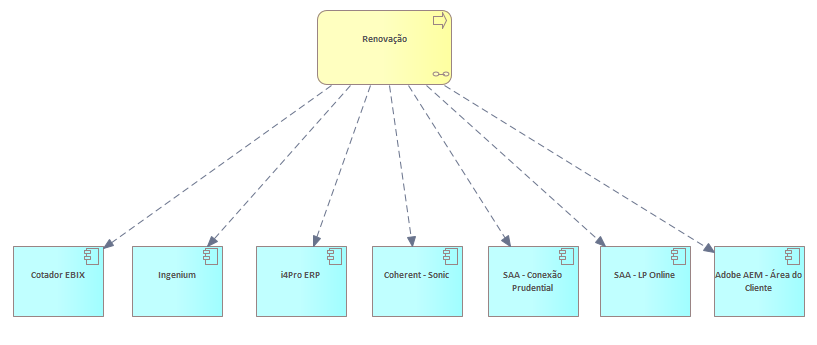 Renovação
Cotador EBIX
Ingenium
i4Pro ERP
Coherent - Sonic
SAA - Conexão
Prudential
SAA - LP Online
Adobe AEM - Área do
Cliente